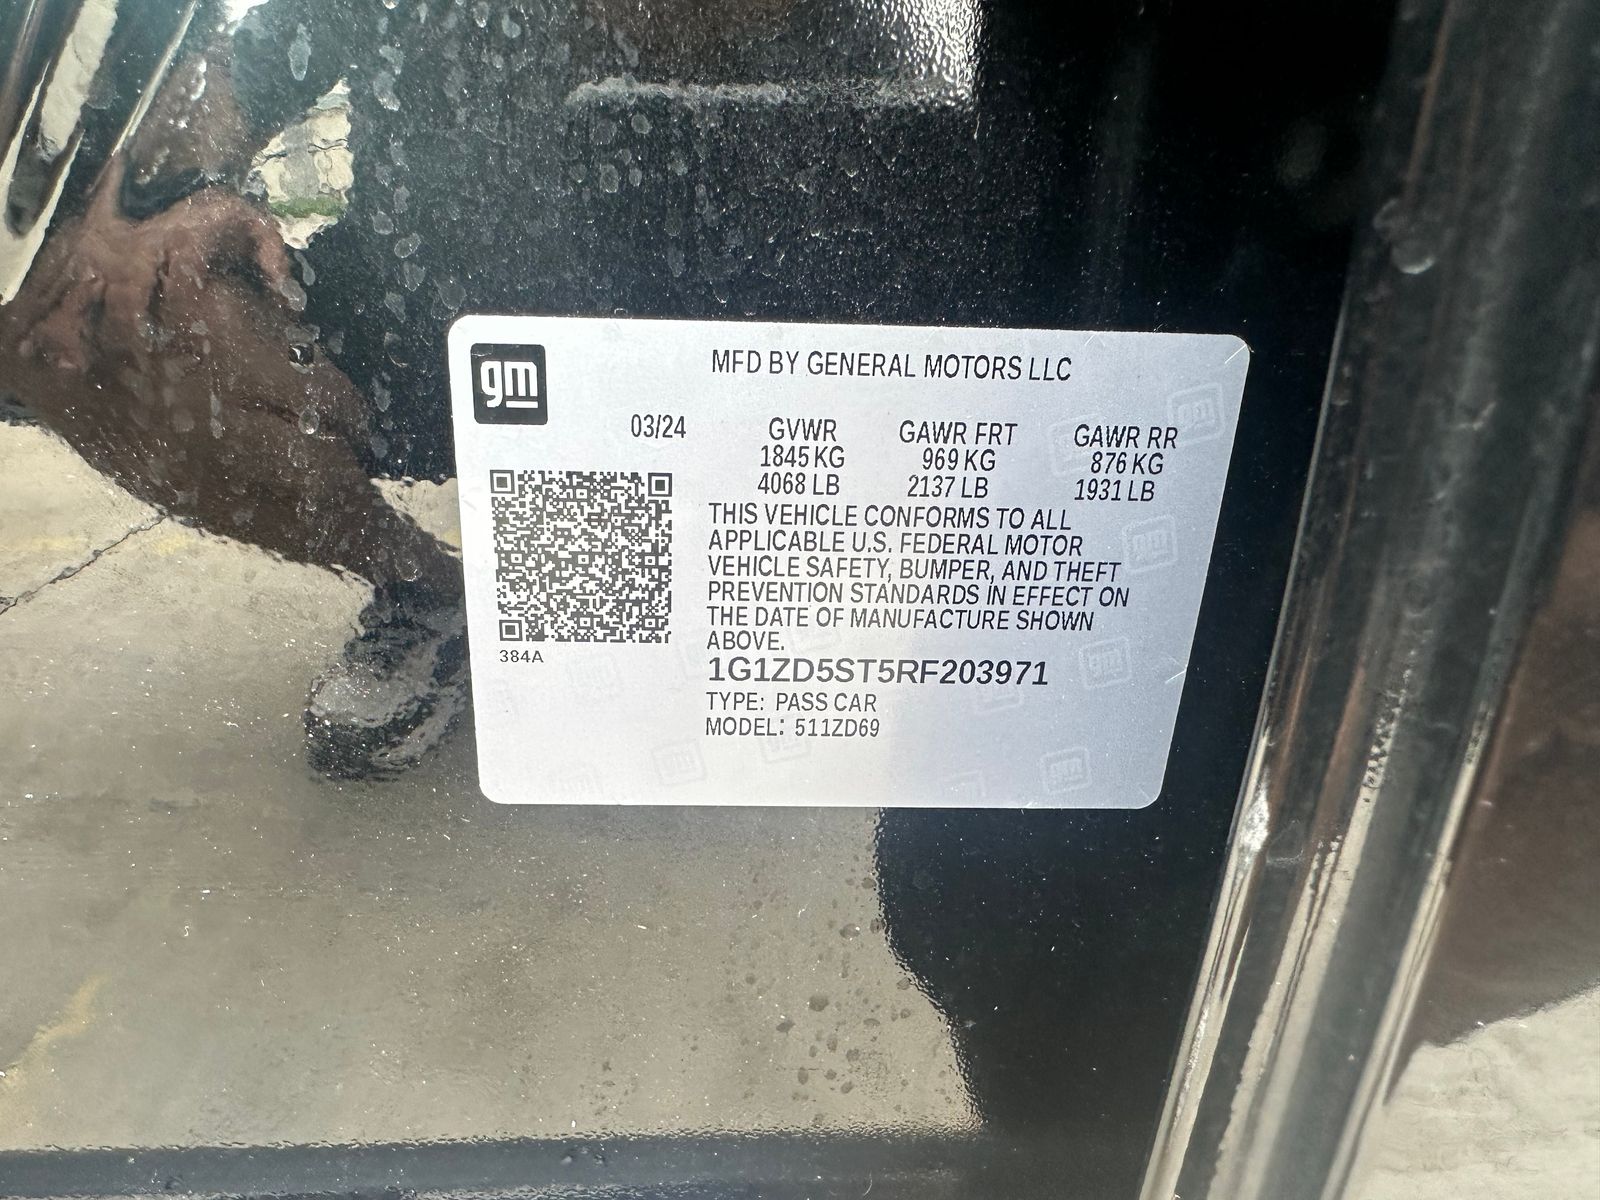 gm
MFD BY GENERAL MOTORS LLC
03/24 GVWR GAWR FRT GAWR RR
1845 KG 969 KG 876 KG
4068 LB 2137 LB 1931 LB
THIS VEHICLE CONFORMS TO ALL
APPLICABLE U.S. FEDERAL MOTOR
VEHICLE SAFETY, BUMPER, AND THEFT
PREVENTION STANDARDS IN EFFECT ON
THE DATE OF MANUFACTURE SHOWN
ABOVE.
384A
1G1ZD5ST5RF203971
TYPE: PASS CAR
MODEL: 511ZD69